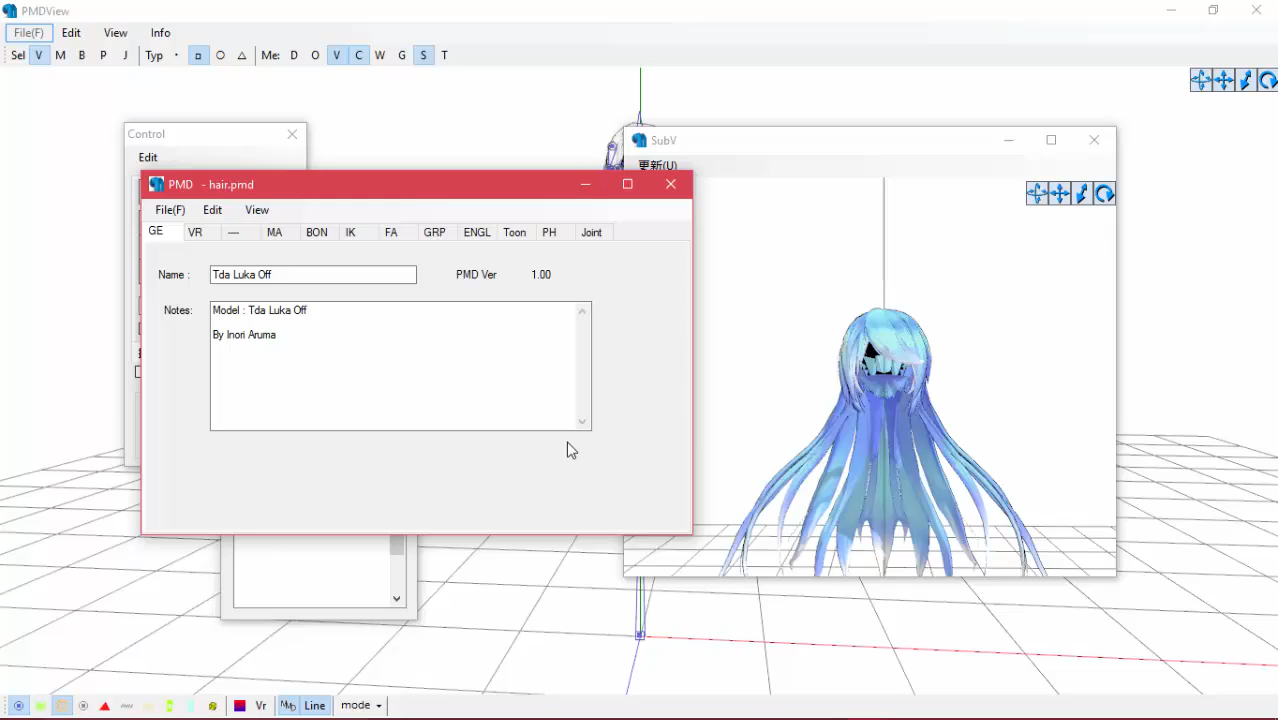 PMDView
File(F) Edit View Info
Sel V M B P J Typ Me: D O V C W G S T
Control
Edit
SubV
更新(U)
PMD - hair.pmd
File(F) Edit View
GE VR --- MA BON IK FA GRP ENGL Toon PH Joint
Name : Tda Luka Off PMD Ver 1.00
Notes: Model : Tda Luka Off
By Inori Aruma
Vr Line mode